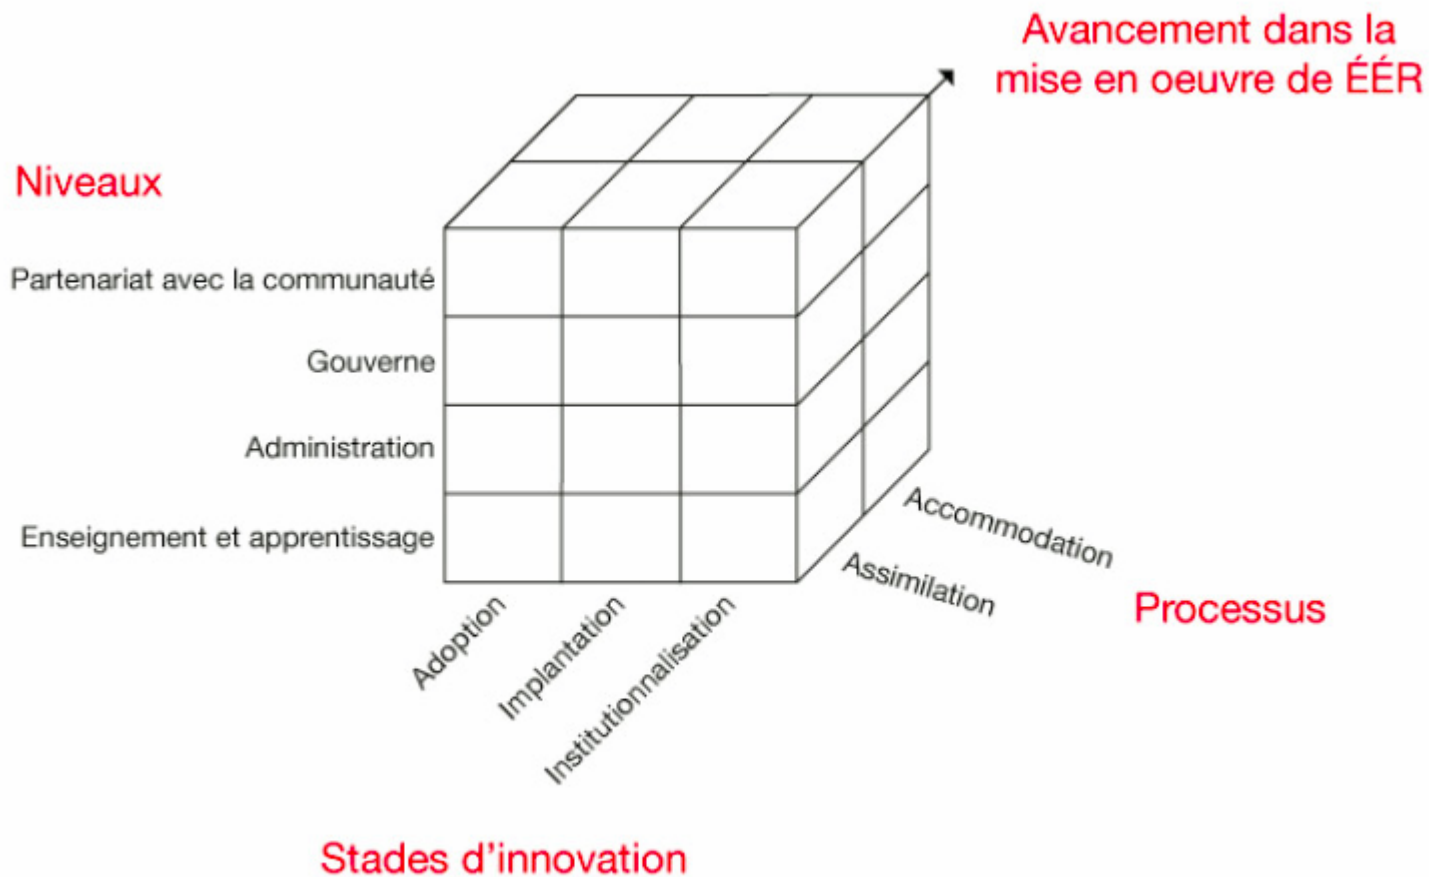 Avancement dans la
mise en oeuvre de ÉÉR
Niveaux
Partenariat avec la communauté
Gouverne
Administration
Enseignement et apprentissage
Adoption
Implantation
Institutionnalisation
Accommodation
Assimilation
Processus
Stades d'innovation